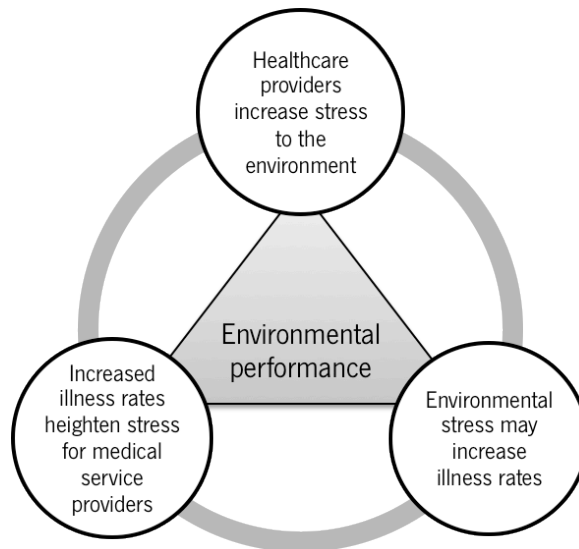 Healthcare
providers
increase stress
to the
environment
Environmental
performance
Increased
illness rates
heighten stress
for medical
service
providers
Environmental
stress may
increase
illness rates